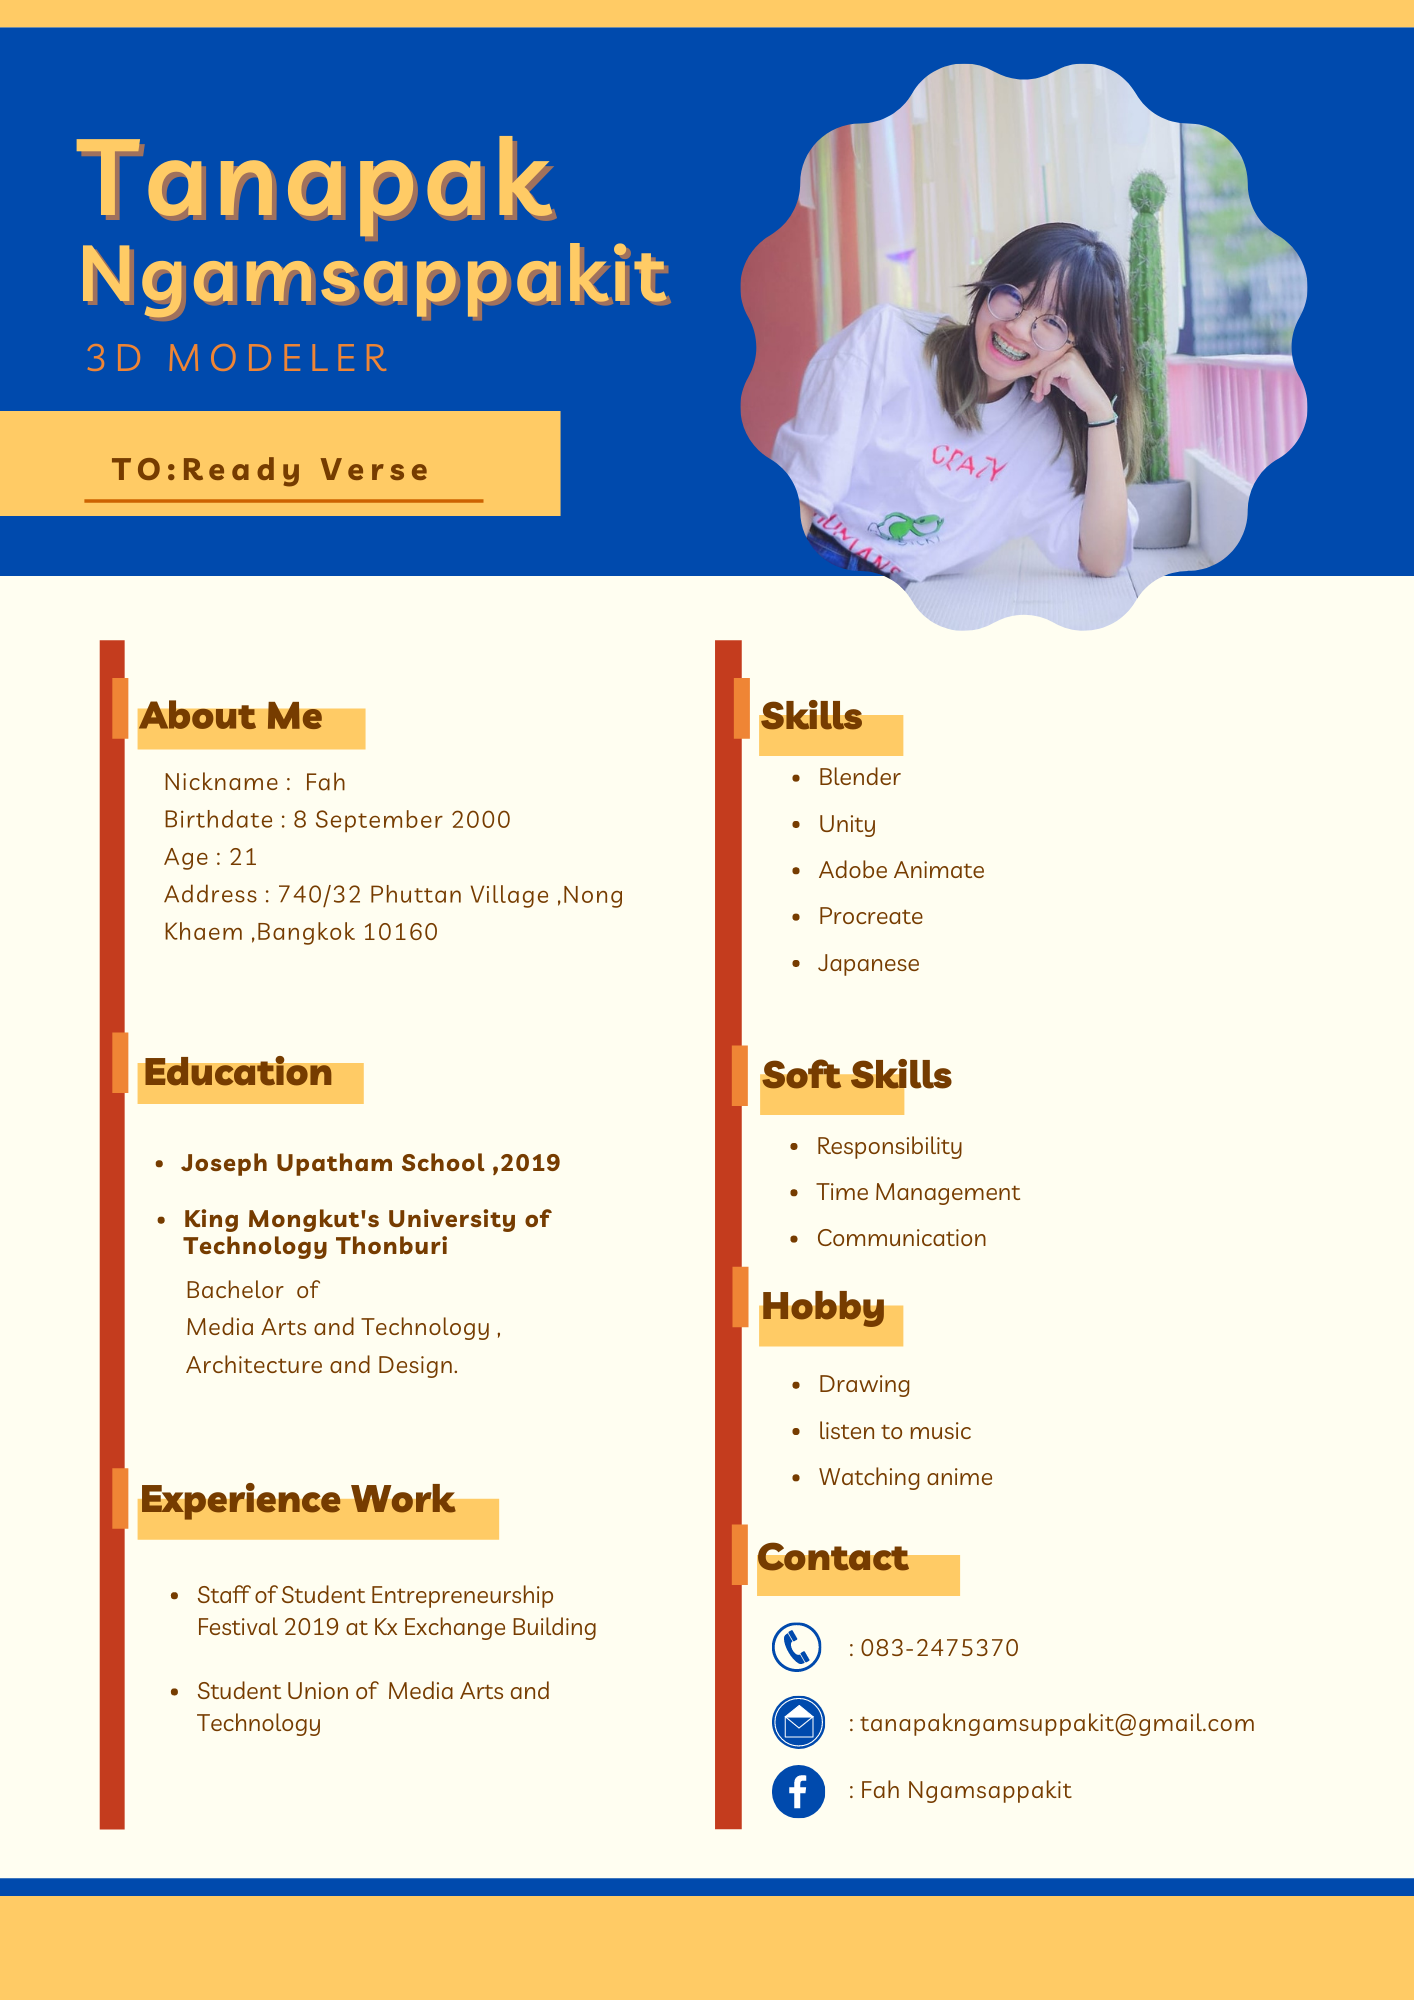 Tanapak
Ngamsappakit
3D MODELER
TO:Ready Verse
CRAZY
HUMANS
About Me
Nickname :  Fah
Birthdate : 8 September 2000
Age : 21
Address : 740/32 Phuttan Village ,Nong
Khaem ,Bangkok 10160
Education
• Joseph Upatham School ,2019
• King Mongkut's University of
Technology Thonburi
Bachelor  of
Media Arts and Technology ,
Architecture and Design.
Experience Work
• Staff of Student Entrepreneurship
Festival 2019 at Kx Exchange Building
• Student Union of  Media Arts and
Technology
Skills
• Blender
• Unity
• Adobe Animate
• Procreate
• Japanese
Soft Skills
• Responsibility
• Time Management
• Communication
Hobby
• Drawing
• listen to music
• Watching anime
Contact
: 083-2475370
: tanapakngamsuppakit@gmail.com
: Fah Ngamsappakit